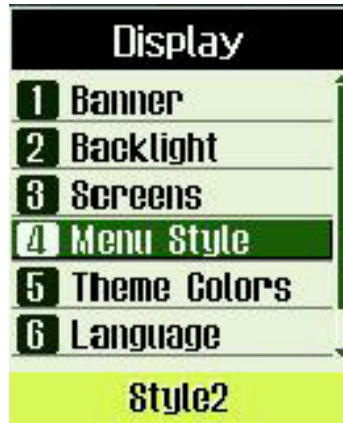 Display
1 Banner
2 Backlight
3 Screens
4 Menu Style
5 Theme Colors
6 Language
Style2